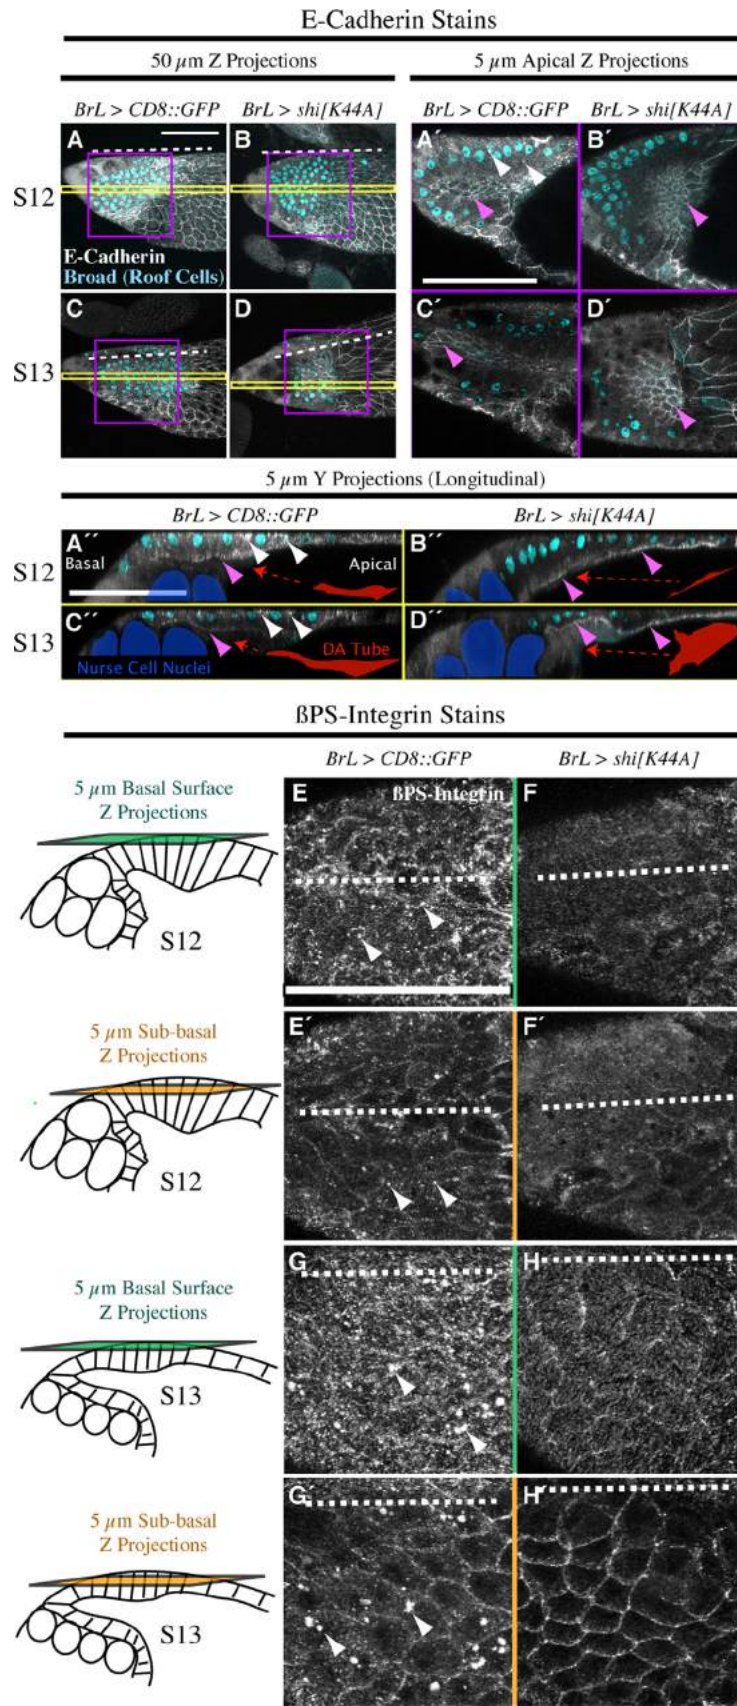 E-Cadherin Stains
50 µm Z Projections
5 µm Apical Z Projections
BrL > CD8::GFP
BrL > shi[K44A]
BrL > CD8::GFP
BrL > shi[K44A]
A
B
A´
B´
S12
E-Cadherin
Broad (Roof Cells)
C
D
C´
D´
S13
5 µm Y Projections (Longitudinal)
BrL > CD8::GFP
BrL > shi[K44A]
A´´
B´´
S12
Basal
Apical
C´´
D´´
S13
Nurse Cell Nuclei
DA Tube
ßPS-Integrin Stains
BrL > CD8::GFP
BrL > shi[K44A]
5 µm Basal Surface
Z Projections
E
ßPS-Integrin
F
S12
5 µm Sub-basal
Z Projections
E´
F´
S12
5 µm Basal Surface
Z Projections
G
H
S13
5 µm Sub-basal
Z Projections
G´
H´
S13